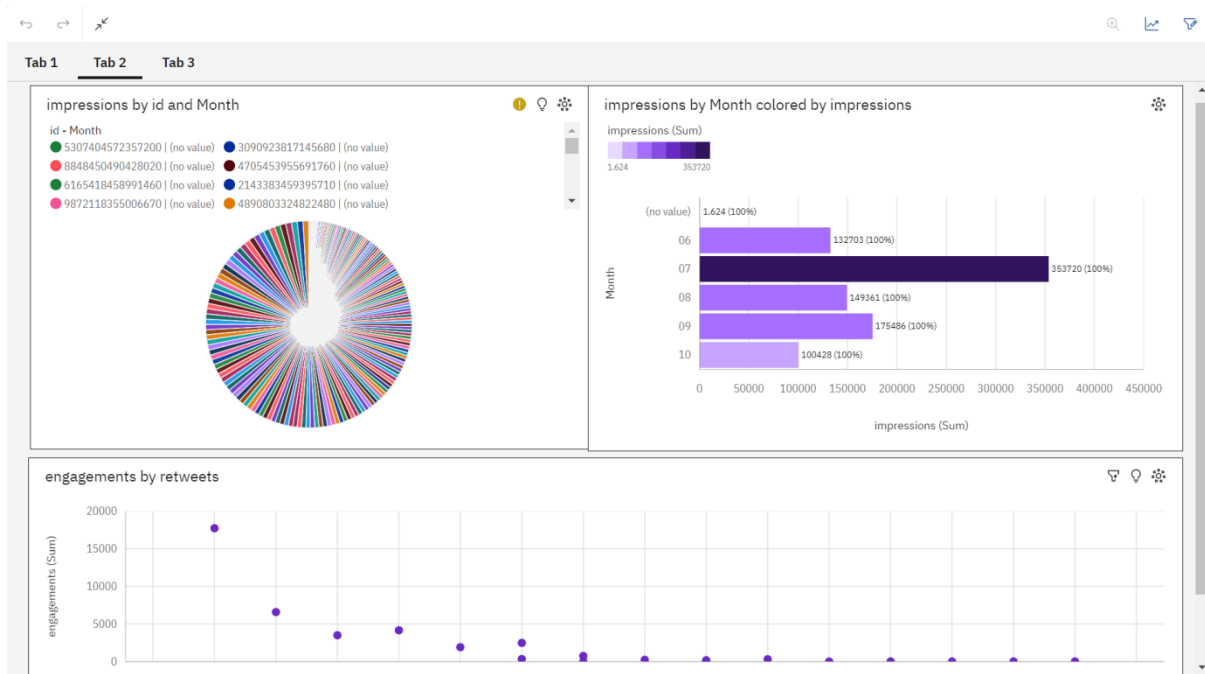 Tab 1 Tab 2 Tab 3
impressions by id and Month
id - Month
5307404572357200 | (no value) 3090923817145680 | (no value)
8848450490428020 | (no value) 4705453955691760 | (no value)
6165418458991460 | (no value) 2143383459395710 | (no value)
9872118355006670 | (no value) 4890803324822480 | (no value)
impressions by Month colored by impressions
impressions (Sum)
1.624 353720
(no value) 1.624 (100%)
06 132703 (100%)
07 353720 (100%)
08 149361 (100%)
09 175486 (100%)
10 100428 (100%)
Month
0 50000 100000 150000 200000 250000 300000 350000 400000 450000
impressions (Sum)
engagements by retweets
engagements (Sum)
20000
15000
10000
5000
0